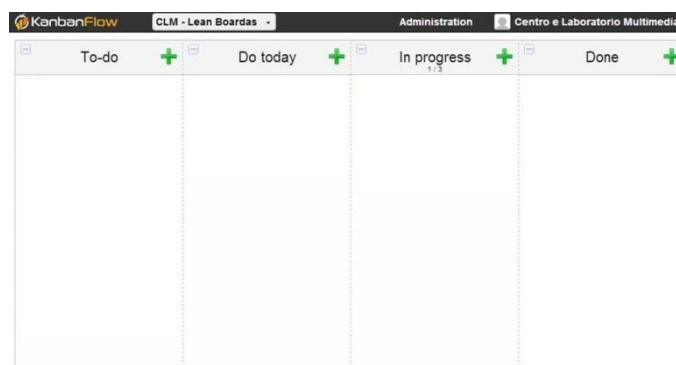 KanbanFlow CLM - Lean Boardas Administration Centro e Laboratorio Multimedia
To-do Do today In progress Done
1 / 3